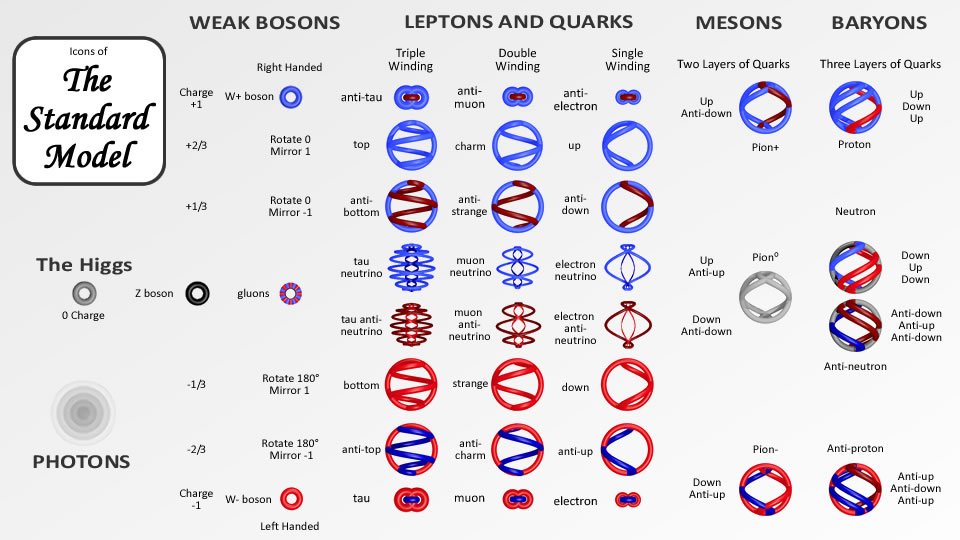 WEAK BOSONS
LEPTONS AND QUARKS
MESONS
BARYONS
Icons of
The
Standard
Model
Right Handed
Triple
Winding
Double
Winding
Single
Winding
Two Layers of Quarks
Three Layers of Quarks
Charge
+1
W+ boson
anti-tau
anti-
muon
anti-
electron
Up
Anti-down
Pion+
Up
Down
Up
Proton
+2/3
Rotate 0
Mirror 1
top
charm
up
+1/3
Rotate 0
Mirror -1
anti-
bottom
anti-
strange
anti-
down
Neutron
The Higgs
0 Charge
Z boson
gluons
tau
neutrino
muon
neutrino
electron
neutrino
Up
Anti-up
Pion⁰
Down
Up
Down
tau anti-
neutrino
muon
anti-
neutrino
electron
anti-
neutrino
Down
Anti-down
Anti-down
Anti-up
Anti-down
Anti-neutron
-1/3
Rotate 180°
Mirror 1
bottom
strange
down
PHOTONS
-2/3
Rotate 180°
Mirror -1
anti-top
anti-
charm
anti-up
Pion-
Anti-proton
Charge
-1
W- boson
tau
muon
electron
Down
Anti-up
Anti-up
Anti-down
Anti-up
Left Handed